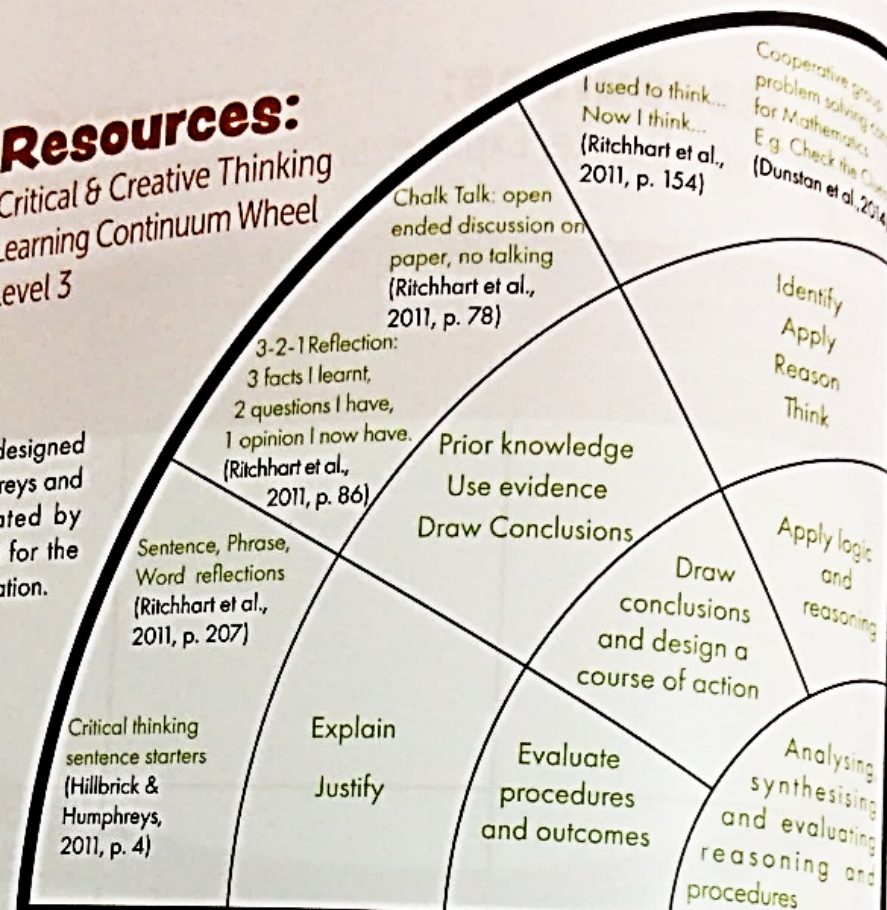 Resources:
Critical & Creative Thinking
Learning Continuum Wheel
Level 3
designed
reys and
ated by
for the
ation.
I used to think...
Now I think...
(Ritchhart et al.,
2011, p. 154)
Cooperative group
problem solving
for Mathematics
E.g. Check the
(Dunstan et al., 2014
Chalk Talk: open
ended discussion on
paper, no talking
(Ritchhart et al.,
2011, p. 78)
3-2-1 Reflection:
3 facts I learnt,
2 questions I have,
1 opinion I now have.
(Ritchhart et al.,
2011, p. 86)
Sentence, Phrase,
Word reflections
(Ritchhart et al.,
2011, p. 207)
Critical thinking
sentence starters
(Hillbrick &
Humphreys,
2011, p. 4)
Identify
Apply
Reason
Think
Prior knowledge
Use evidence
Draw Conclusions
Explain
Justify
Apply logic
and
reasoning
Draw
conclusions
and design a
course of action
Evaluate
procedures
and outcomes
Analysing,
synthesising
and evaluating
reasoning and
procedures